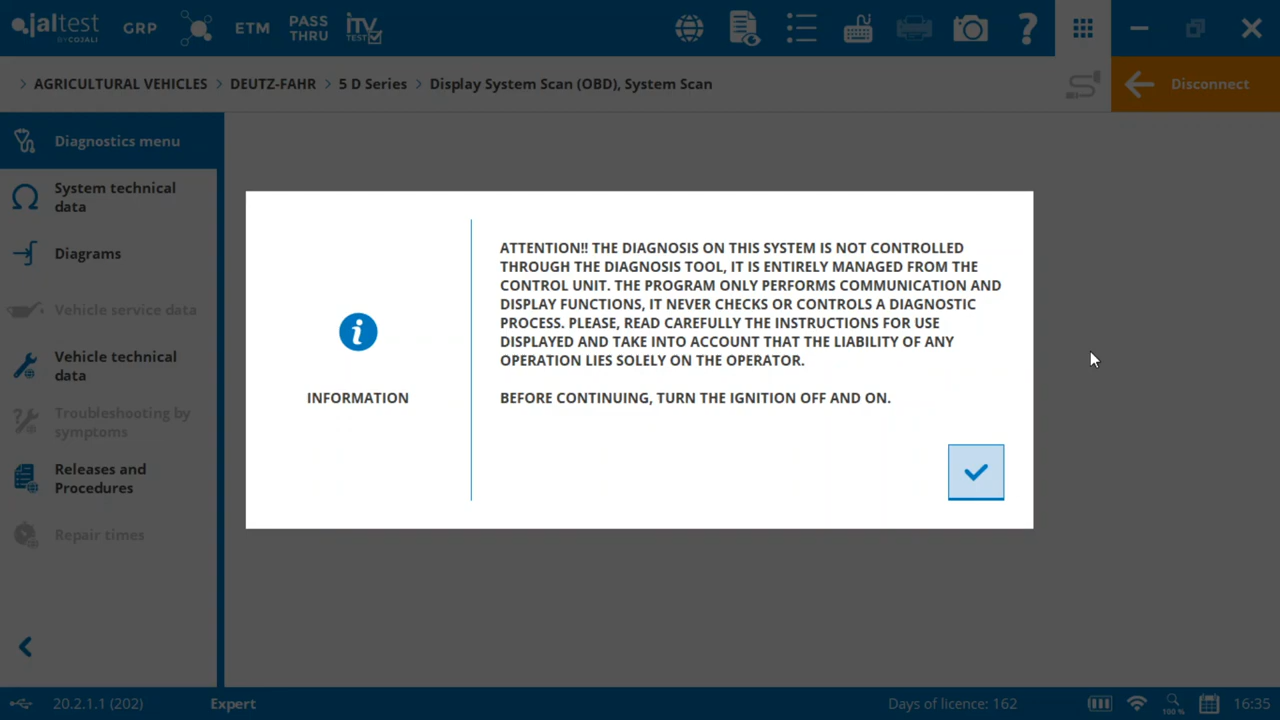 jaltest
BY COJALI
GRP
ETM
PASS
THRU
iTV
TEST
AGRICULTURAL VEHICLES
DEUTZ-FAHR
5 D Series
Display System Scan (OBD), System Scan
Disconnect
Diagnostics menu
System technical
data
Diagrams
Vehicle service data
Vehicle technical
data
Troubleshooting by
symptoms
Releases and
Procedures
Repair times
INFORMATION
ATTENTION!! THE DIAGNOSIS ON THIS SYSTEM IS NOT CONTROLLED
THROUGH THE DIAGNOSIS TOOL, IT IS ENTIRELY MANAGED FROM THE
CONTROL UNIT. THE PROGRAM ONLY PERFORMS COMMUNICATION AND
DISPLAY FUNCTIONS, IT NEVER CHECKS OR CONTROLS A DIAGNOSTIC
PROCESS. PLEASE, READ CAREFULLY THE INSTRUCTIONS FOR USE
DISPLAYED AND TAKE INTO ACCOUNT THAT THE LIABILITY OF ANY
OPERATION LIES SOLELY ON THE OPERATOR.
BEFORE CONTINUING, TURN THE IGNITION OFF AND ON.
20.2.1.1 (202)
Expert
Days of licence: 162
100 %
16:35